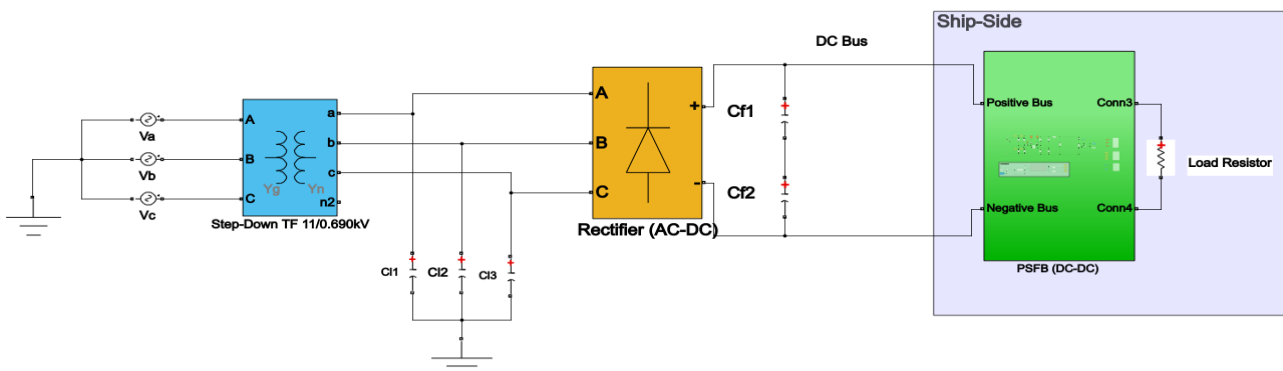 Ship-Side
DC Bus
Va
Vb
Vc
A
B
C
a
b
c
n2
Yg
Yn
Step-Down TF 11/0.690kV
Cl1
Cl2
Cl3
A
B
C
+
-
Rectifier (AC-DC)
Cf1
Cf2
Positive Bus
Negative Bus
Conn3
Conn4
PSFB (DC-DC)
Load Resistor